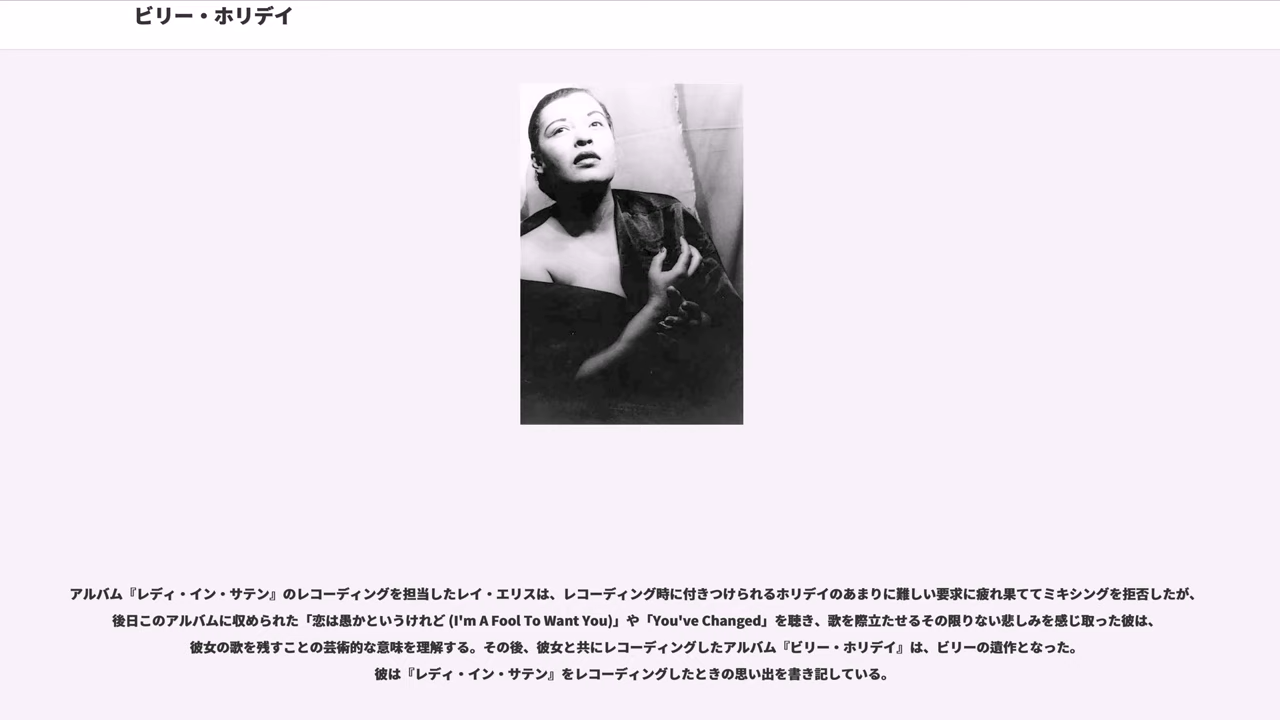 ビリー・ホリデイ
アルバム『レディ・イン・サテン』のレコーディングを担当したレイ・エリスは、レコーディング時に付きつけられるホリデイのあまりに難しい要求に疲れ果ててミキシングを拒否したが、
後日このアルバムに収められた「恋は愚かというけれど (I'm A Fool To Want You)」や「You've Changed」を聴き、歌を際立たせるその限りない悲しみを感じ取った彼は、
彼女の歌を残すことの芸術的な意味を理解する。その後、彼女と共にレコーディングしたアルバム『ビリー・ホリデイ』は、ビリーの遺作となった。
彼は『レディ・イン・サテン』をレコーディングしたときの思い出を書き記している。